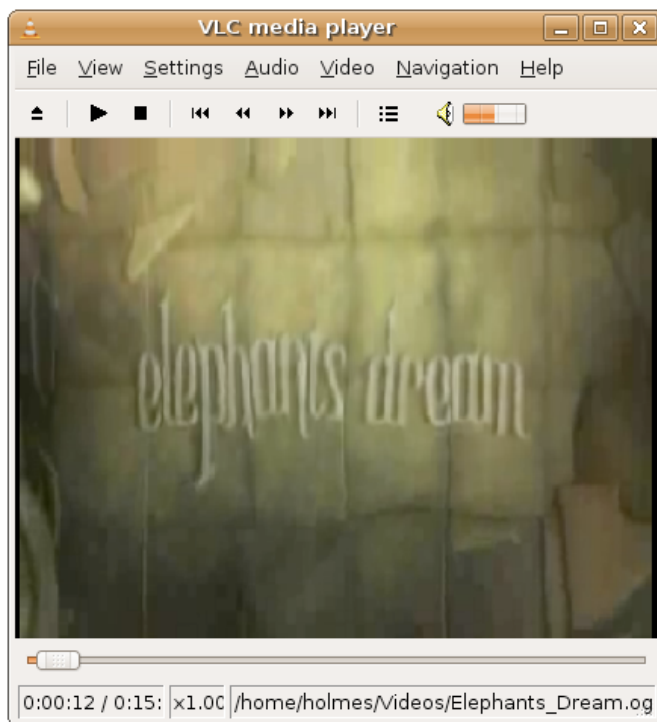 VLC media player
File View Settings Audio Video Navigation Help
elephants dream
0:00:12 / 0:15: x1.00 /home/holmes/Videos/Elephants_Dream.og